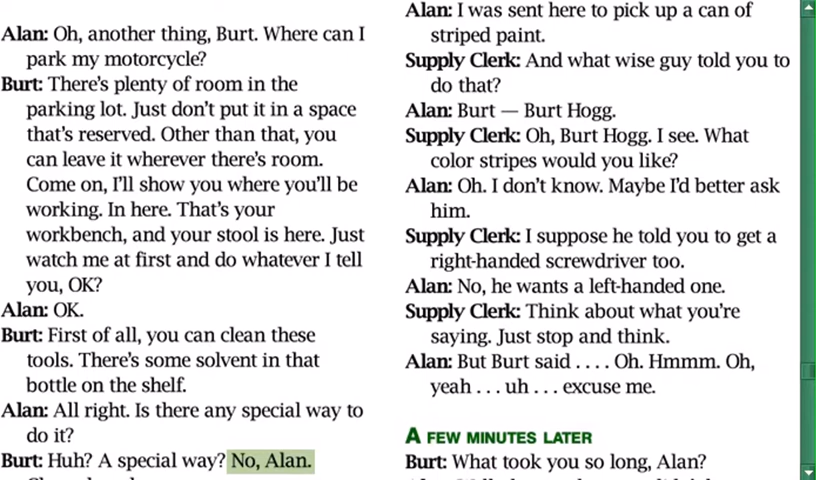 Alan: Oh, another thing, Burt. Where can I
park my motorcycle?
Burt: There's plenty of room in the
parking lot. Just don't put it in a space
that's reserved. Other than that, you
can leave it wherever there's room.
Come on, I'll show you where you'll be
working. In here. That's your
workbench, and your stool is here. Just
watch me at first and do whatever I tell
you, OK?
Alan: OK.
Burt: First of all, you can clean these
tools. There's some solvent in that
bottle on the shelf.
Alan: All right. Is there any special way to
do it?
Burt: Huh? A special way? No, Alan.
Alan: I was sent here to pick up a can of
striped paint.
Supply Clerk: And what wise guy told you to
do that?
Alan: Burt — Burt Hogg.
Supply Clerk: Oh, Burt Hogg. I see. What
color stripes would you like?
Alan: Oh. I don't know. Maybe I'd better ask
him.
Supply Clerk: I suppose he told you to get a
right-handed screwdriver too.
Alan: No, he wants a left-handed one.
Supply Clerk: Think about what you're
saying. Just stop and think.
Alan: But Burt said . . . . Oh. Hmmm. Oh,
yeah . . . uh . . . excuse me.
A FEW MINUTES LATER
Burt: What took you so long, Alan?